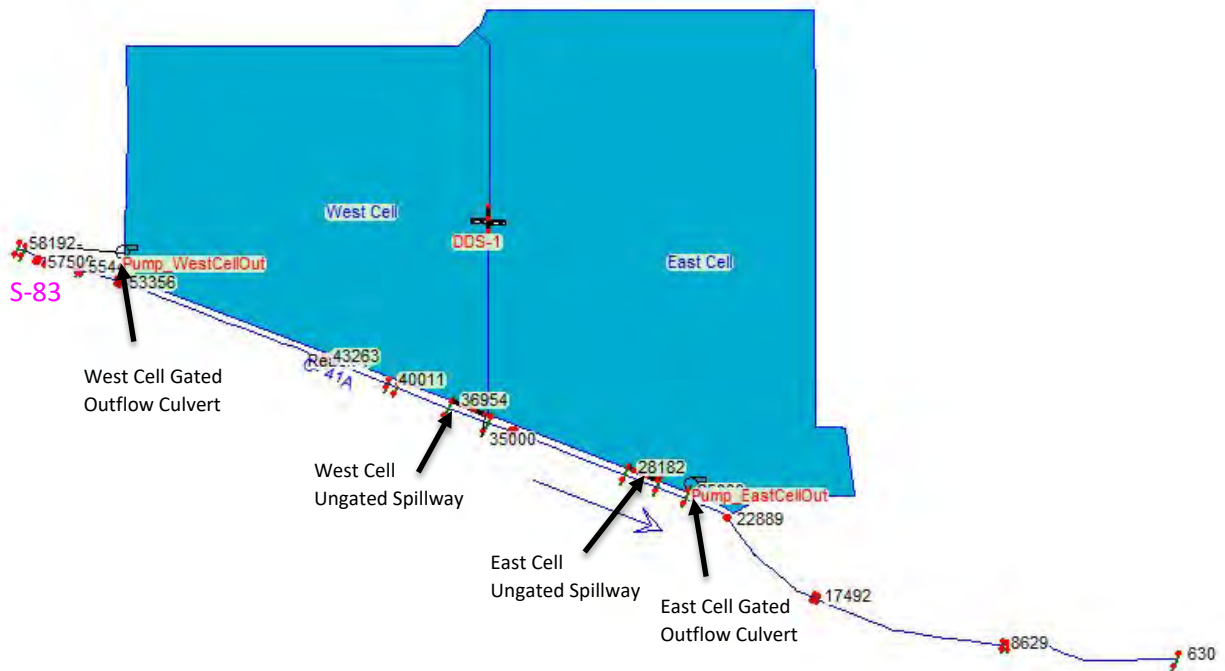 West Cell
DDS-1
East Cell
58192
57509
Pump_WestCellOut
S-83
53356
West Cell Gated
Outflow Culvert
43263
41A
40011
36954
35000
West Cell
Ungated Spillway
28182
Pump_EastCellOut
22889
East Cell
Ungated Spillway
East Cell Gated
Outflow Culvert
17492
8629
630